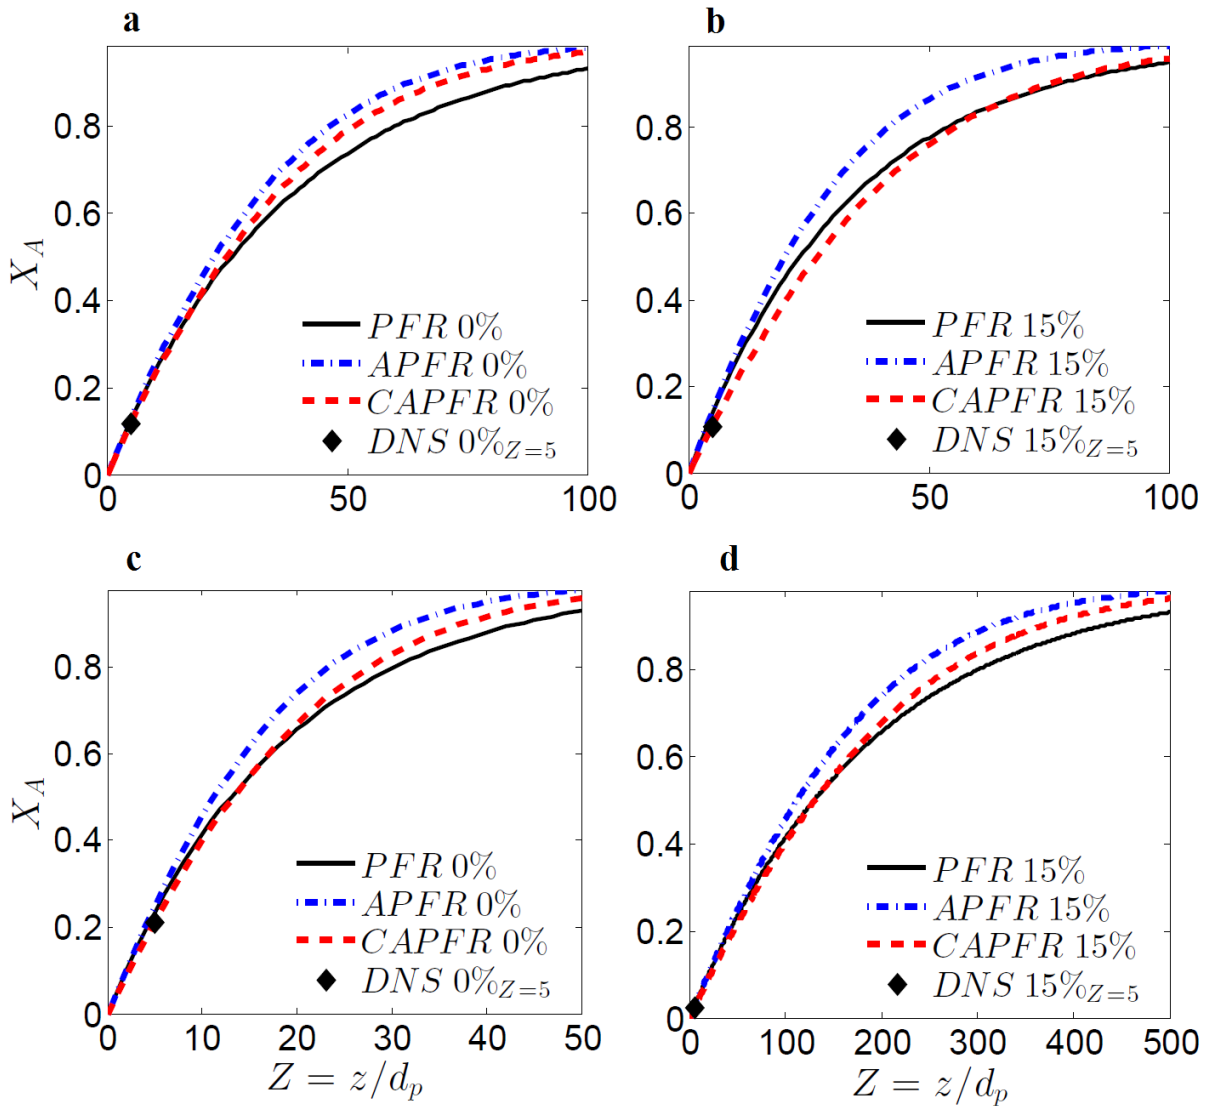 a
0.8
0.6
0.4
0.2
0
X_A
PFR 0%
APFR 0%
CAPFR 0%
DNS 0%_{Z=5}
0 50 100
b
0.8
0.6
0.4
0.2
0
PFR 15%
APFR 15%
CAPFR 15%
DNS 15%_{Z=5}
0 50 100
c
0.8
0.6
0.4
0.2
0
X_A
PFR 0%
APFR 0%
CAPFR 0%
DNS 0%_{Z=5}
0 10 20 30 40 50
Z = z/d_p
d
0.8
0.6
0.4
0.2
0
PFR 15%
APFR 15%
CAPFR 15%
DNS 15%_{Z=5}
0 100 200 300 400 500
Z = z/d_p